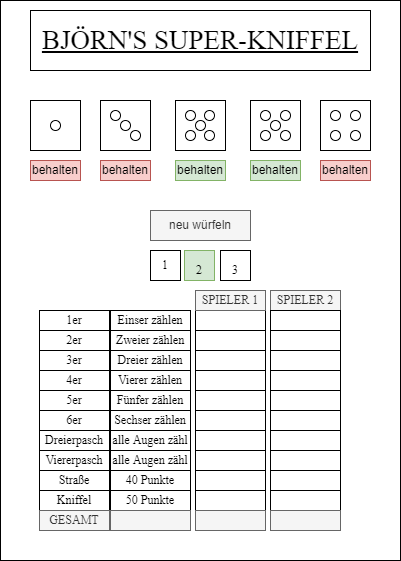 BJÖRN'S SUPER-KNIFFEL
behalten behalten behalten behalten behalten
neu würfeln
1 2 3
SPIELER 1 SPIELER 2
1er Einser zählen
2er Zweier zählen
3er Dreier zählen
4er Vierer zählen
5er Fünfer zählen
6er Sechser zählen
Dreierpasch alle Augen zähl
Viererpasch alle Augen zähl
Straße 40 Punkte
Kniffel 50 Punkte
GESAMT